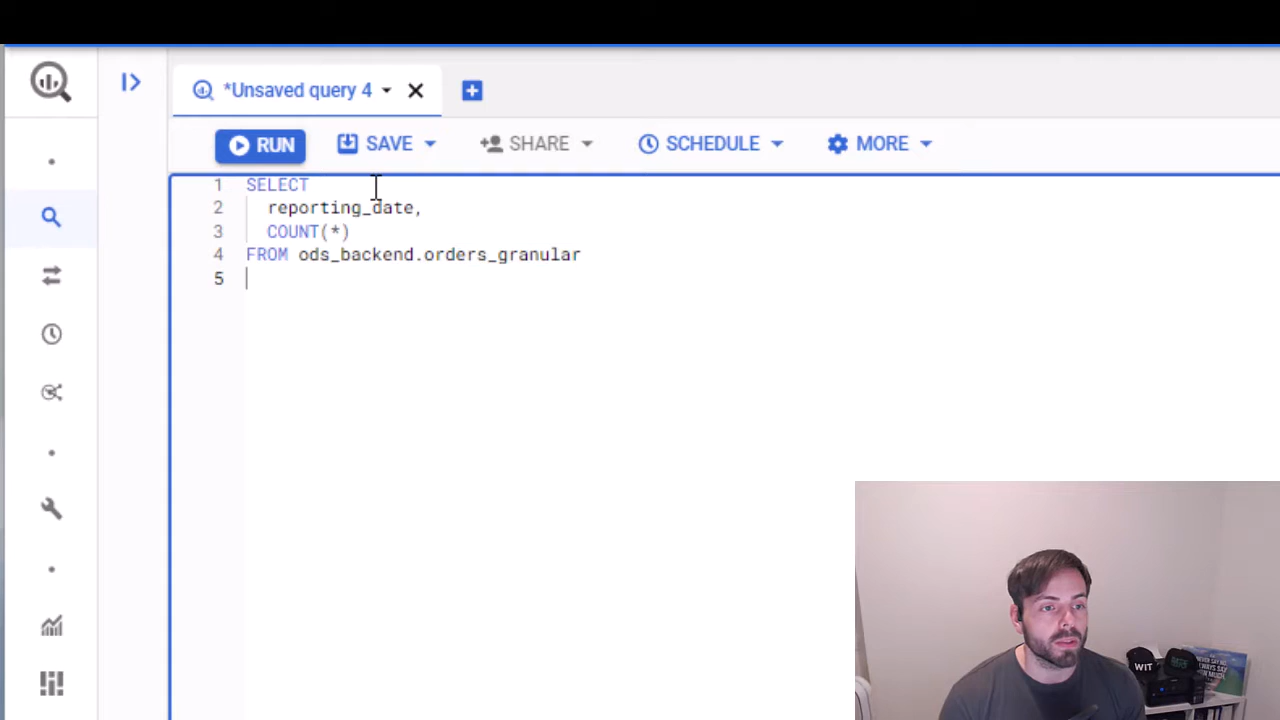 *Unsaved query 4
RUN
SAVE
SHARE
SCHEDULE
MORE
1 SELECT
2 reporting_date,
3 COUNT(*)
4 FROM ods_backend.orders_granular
5
WIT